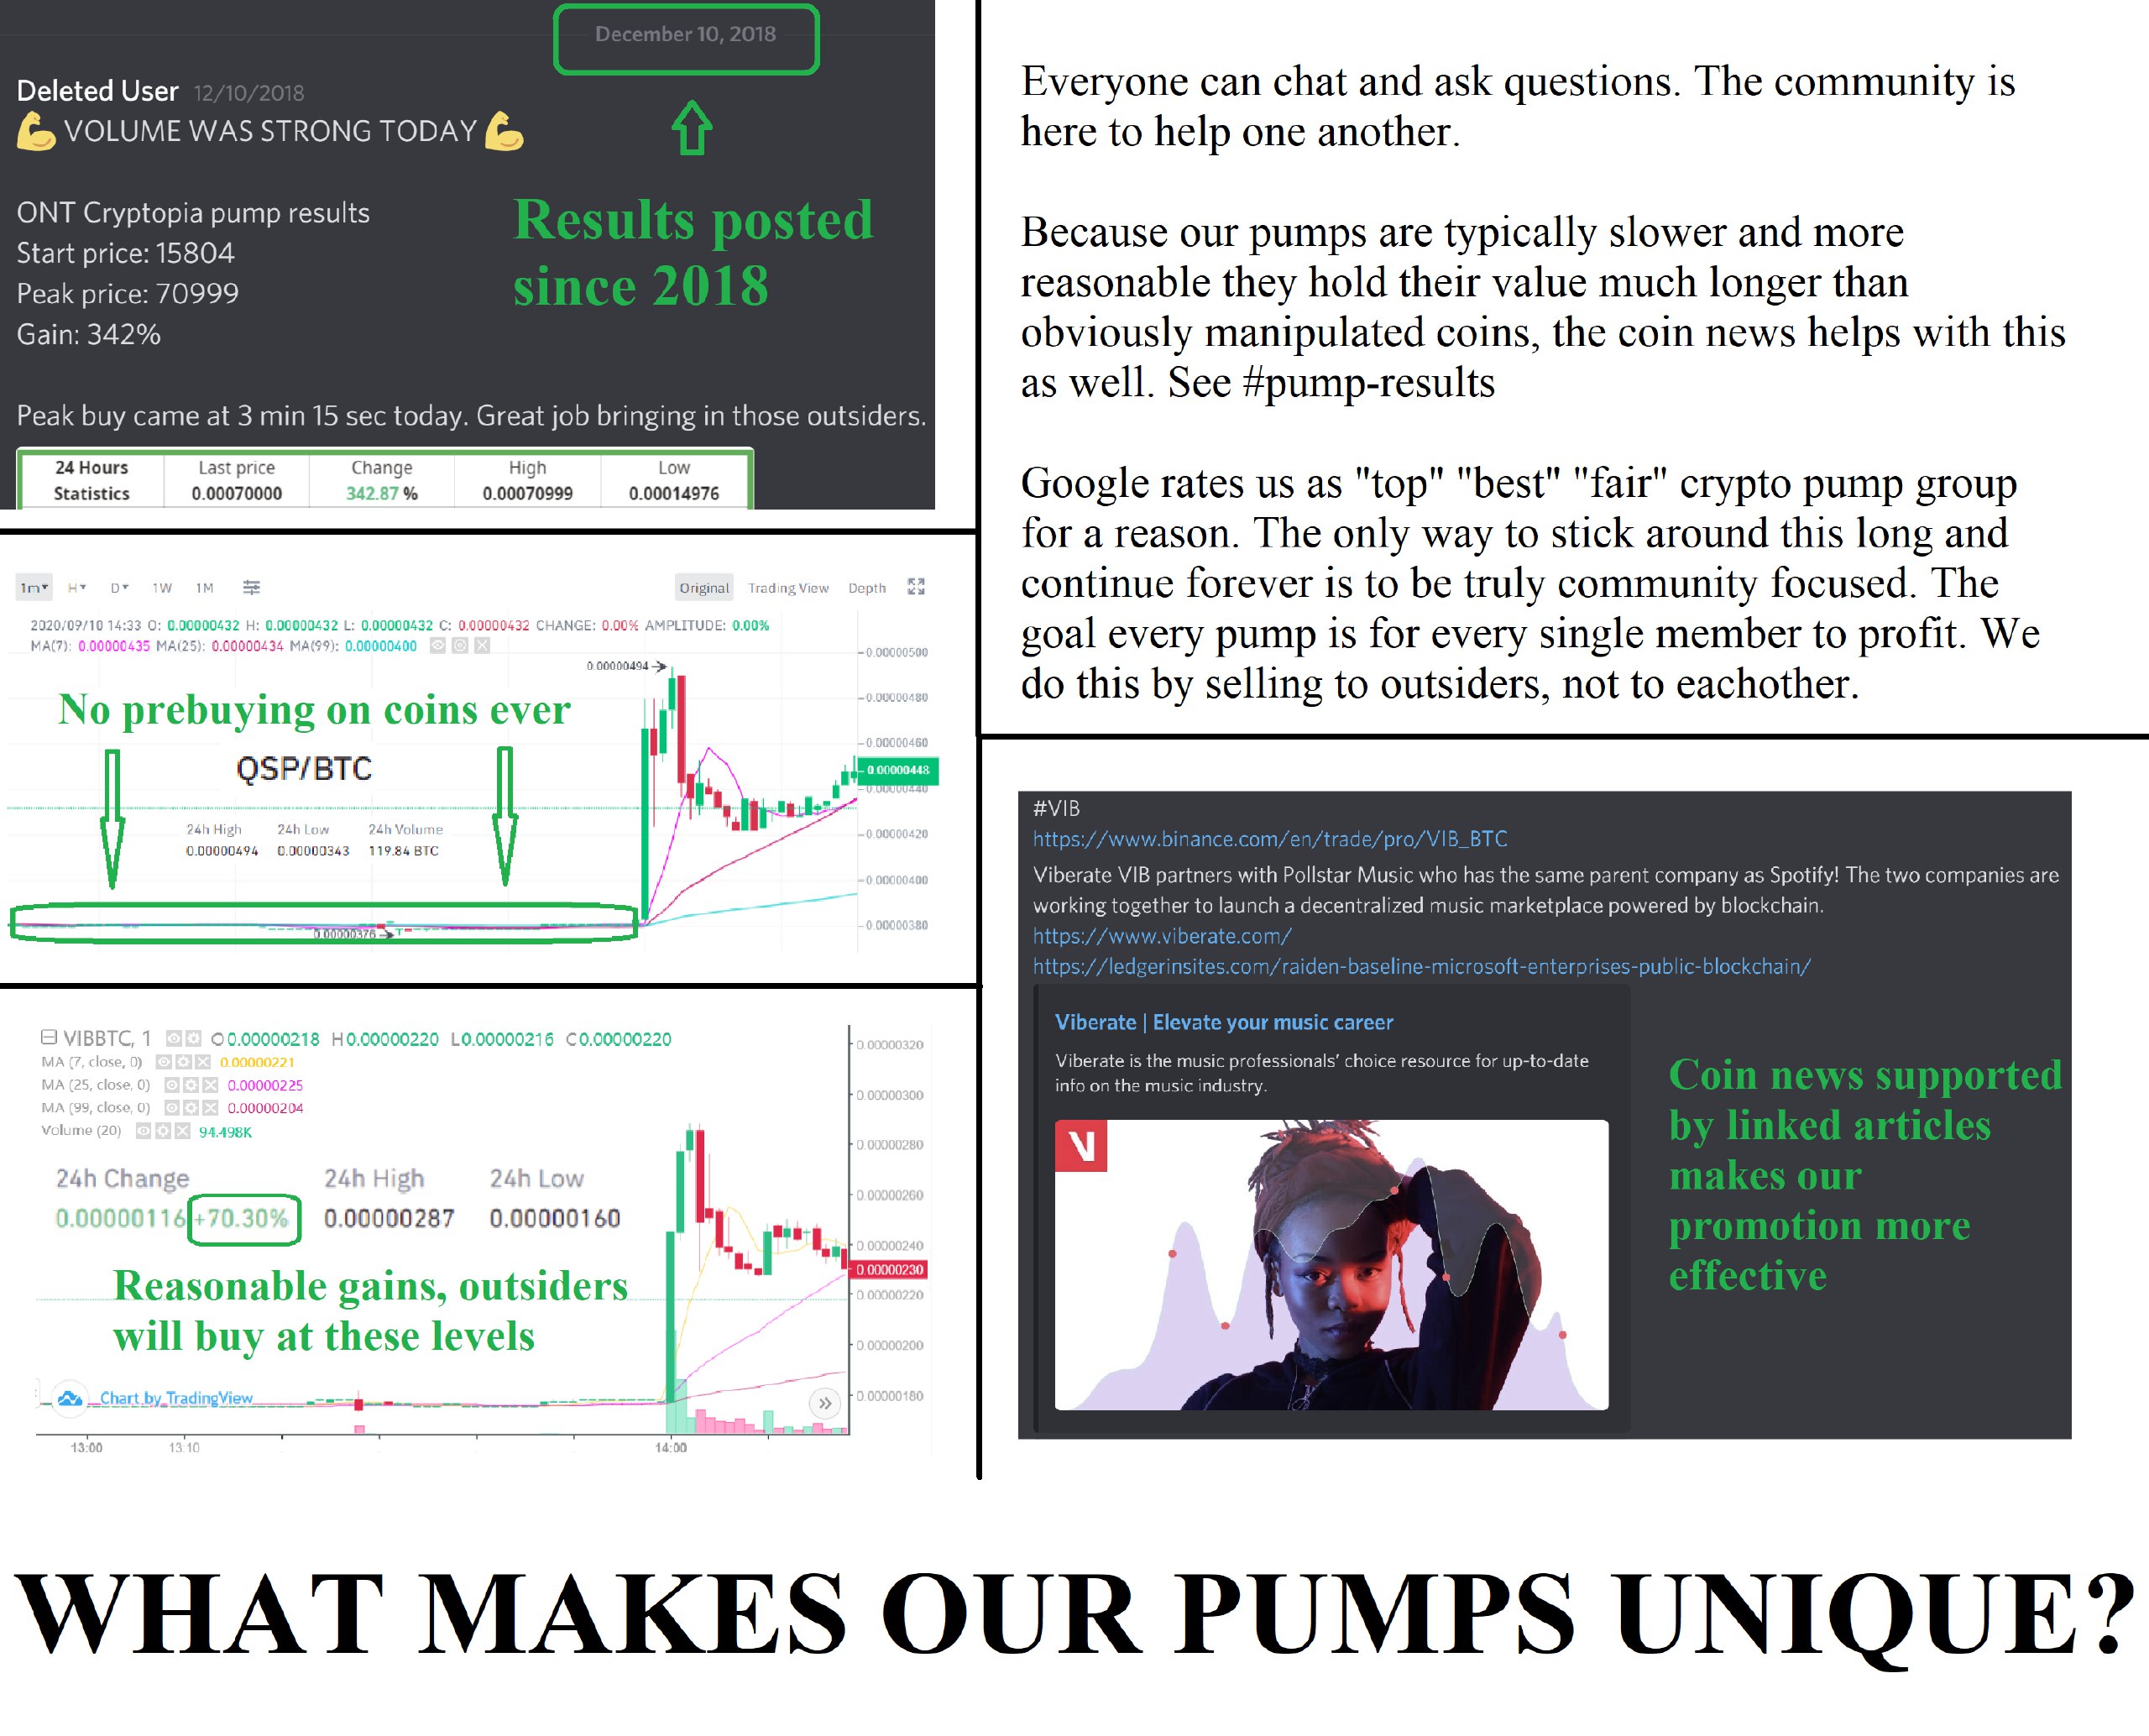 December 10, 2018
Deleted User 12/10/2018
💪 VOLUME WAS STRONG TODAY 💪
ONT Cryptopia pump results
Start price: 15804
Peak price: 70999
Gain: 342%
Results posted
since 2018
Peak buy came at 3 min 15 sec today. Great job bringing in those outsiders.
24 Hours Last price Change High Low
Statistics 0.00070000 342.87 % 0.00070999 0.00014976
1m H D 1W 1M Original Trading View Depth
2020/09/10 14:33 O: 0.00000432 H: 0.00000432 L: 0.00000432 C: 0.00000432 CHANGE: 0.00% AMPLITUDE: 0.00%
MA(7): 0.00000435 MA(25): 0.00000434 MA(99): 0.00000400
0.00000500
0.00000494
0.00000480
No prebuying on coins ever
0.00000460
QSP/BTC
0.00000448
0.00000440
24h High 24h Low 24h Volume
0.00000494 0.00000343 119.84 BTC
0.00000420
0.00000400
0.00000380
0.00000376
VIBBTC, 1 O0.00000218 H0.00000220 L0.00000216 C0.00000220
MA (7, close, 0) 0.00000221
MA (25, close, 0) 0.00000225
MA (99, close, 0) 0.00000204
Volume (20) 94.498K
24h Change 24h High 24h Low
0.00000116 +70.30% 0.00000287 0.00000160
Reasonable gains, outsiders
will buy at these levels
0.00000320
0.00000300
0.00000280
0.00000260
0.00000240
0.00000230
0.00000220
0.00000200
0.00000180
Chart by TradingView
13:00 13:10 14:00
Everyone can chat and ask questions. The community is
here to help one another.
Because our pumps are typically slower and more
reasonable they hold their value much longer than
obviously manipulated coins, the coin news helps with this
as well. See #pump-results
Google rates us as "top" "best" "fair" crypto pump group
for a reason. The only way to stick around this long and
continue forever is to be truly community focused. The
goal every pump is for every single member to profit. We
do this by selling to outsiders, not to eachother.
#VIB
https://www.binance.com/en/trade/pro/VIB_BTC
Viberate VIB partners with Pollstar Music who has the same parent company as Spotify! The two companies are
working together to launch a decentralized music marketplace powered by blockchain.
https://www.viberate.com/
https://ledgerinsites.com/raiden-baseline-microsoft-enterprises-public-blockchain/
Viberate | Elevate your music career
Viberate is the music professionals' choice resource for up-to-date
info on the music industry.
Coin news supported
by linked articles
makes our
promotion more
effective
WHAT MAKES OUR PUMPS UNIQUE?